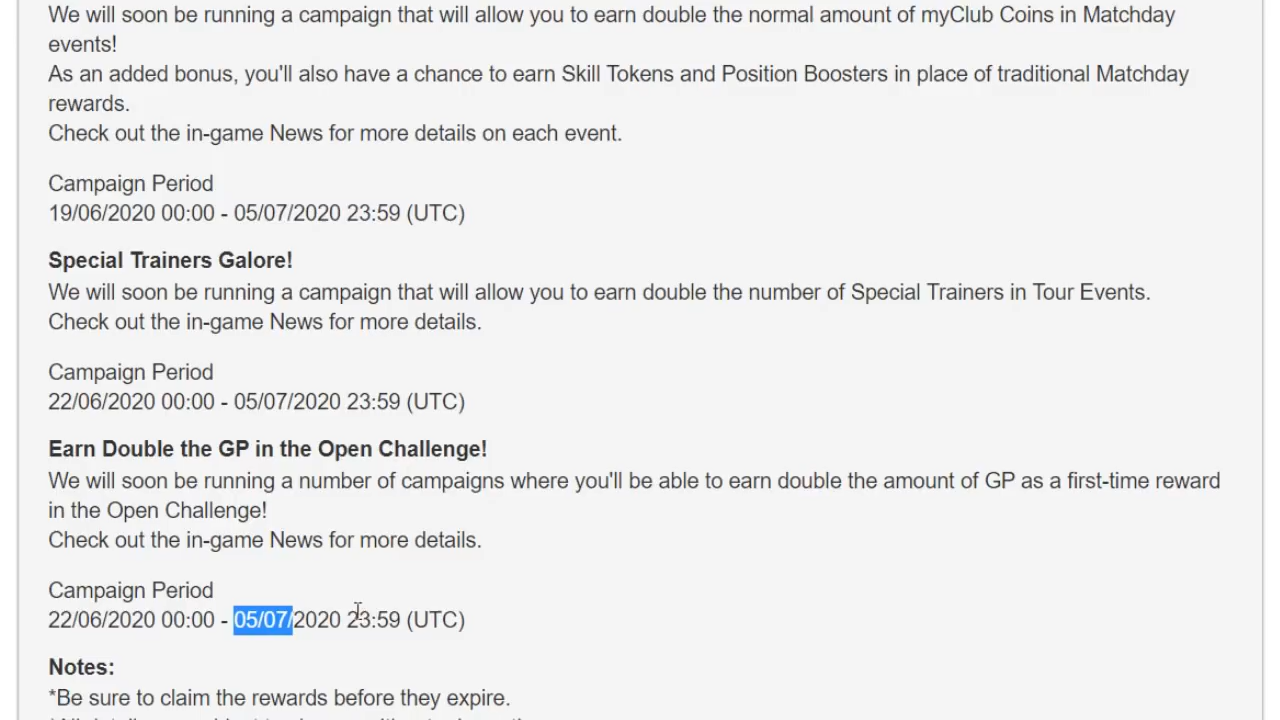 We will soon be running a campaign that will allow you to earn double the normal amount of myClub Coins in Matchday
events!
As an added bonus, you'll also have a chance to earn Skill Tokens and Position Boosters in place of traditional Matchday
rewards.
Check out the in-game News for more details on each event.
Campaign Period
19/06/2020 00:00 - 05/07/2020 23:59 (UTC)
Special Trainers Galore!
We will soon be running a campaign that will allow you to earn double the number of Special Trainers in Tour Events.
Check out the in-game News for more details.
Campaign Period
22/06/2020 00:00 - 05/07/2020 23:59 (UTC)
Earn Double the GP in the Open Challenge!
We will soon be running a number of campaigns where you'll be able to earn double the amount of GP as a first-time reward
in the Open Challenge!
Check out the in-game News for more details.
Campaign Period
22/06/2020 00:00 - 05/07/2020 23:59 (UTC)
Notes:
*Be sure to claim the rewards before they expire.